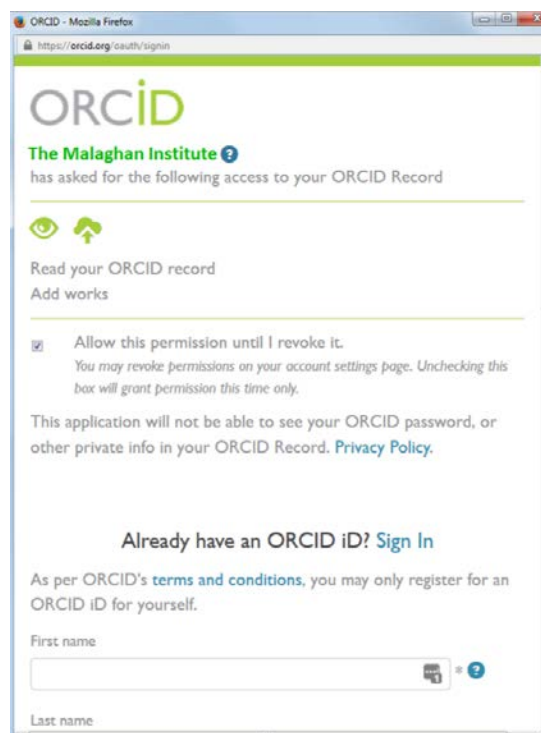 ORCID - Mozilla Firefox
https://orcid.org/oauth/signin
ORCiD
The Malaghan Institute ?
has asked for the following access to your ORCID Record
Read your ORCID record
Add works
Allow this permission until I revoke it.
You may revoke permissions on your account settings page. Unchecking this
box will grant permission this time only.
This application will not be able to see your ORCID password, or
other private info in your ORCID Record. Privacy Policy.
Already have an ORCID iD? Sign In
As per ORCID's terms and conditions, you may only register for an
ORCID iD for yourself.
First name
* ?
Last name